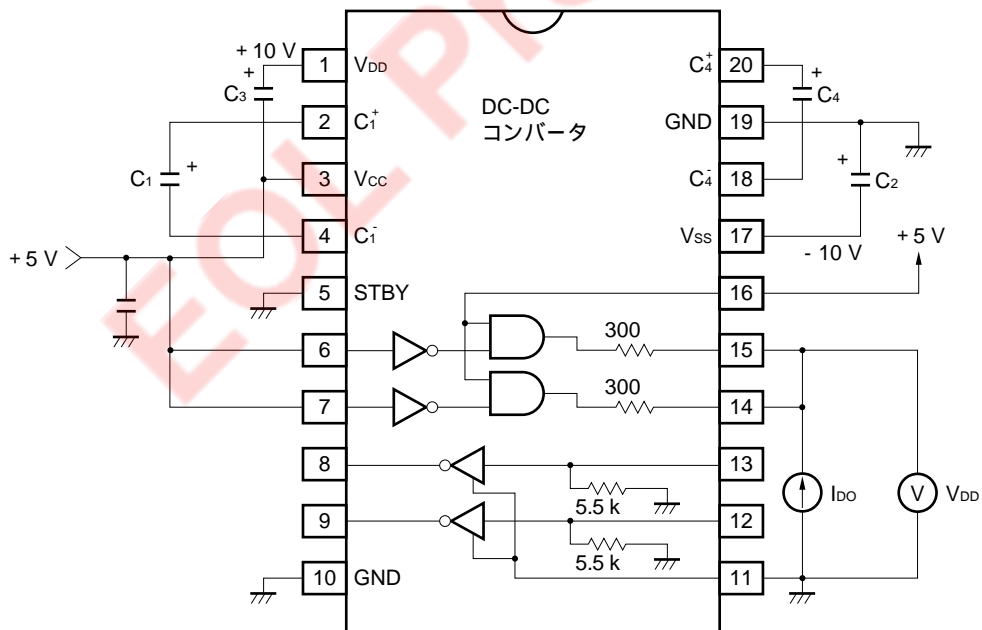 + 10 V
+
C3
1
VDD
2
C1+
C1
+
3
VCC
4
C1-
+ 5 V
5
STBY
6
7
8
9
10
GND
DC-DC
コンバータ
300
300
5.5 k
5.5 k
C4+
20
+
C4
GND
19
C4-
18
+
C2
VSS
17
- 10 V
+ 5 V
16
15
14
13
12
11
IDO
V
VDD
EOL Pr